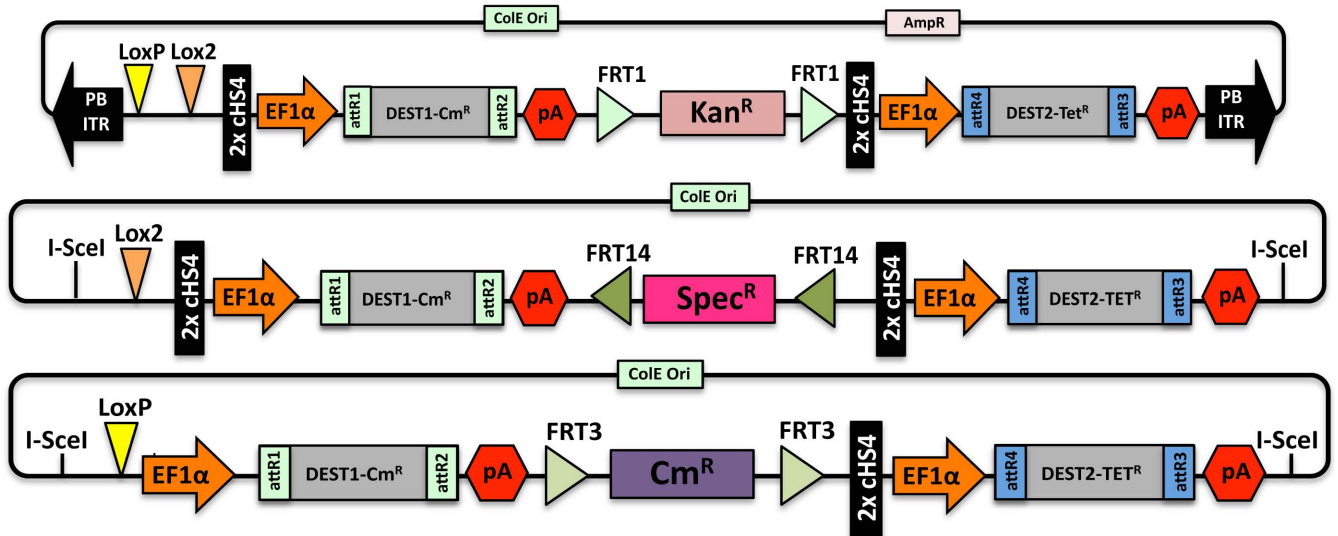 ColE Ori
AmpR
LoxP Lox2
FRT1 FRT1
PB ITR
2x cHS4
EF1α
attR1
DEST1-Cmᴿ
attR2
pA
Kanᴿ
2x cHS4
EF1α
attR4
DEST2-Tetᴿ
attR3
pA
PB ITR
ColE Ori
I-SceI
Lox2
FRT14
FRT14
I-SceI
2x cHS4
EF1α
attR1
DEST1-Cmᴿ
attR2
pA
Specᴿ
2x cHS4
EF1α
attR4
DEST2-TETᴿ
attR3
pA
ColE Ori
I-SceI
LoxP
FRT3
FRT3
I-SceI
EF1α
attR1
DEST1-Cmᴿ
attR2
pA
Cmᴿ
2x cHS4
EF1α
attR4
DEST2-TETᴿ
attR3
pA